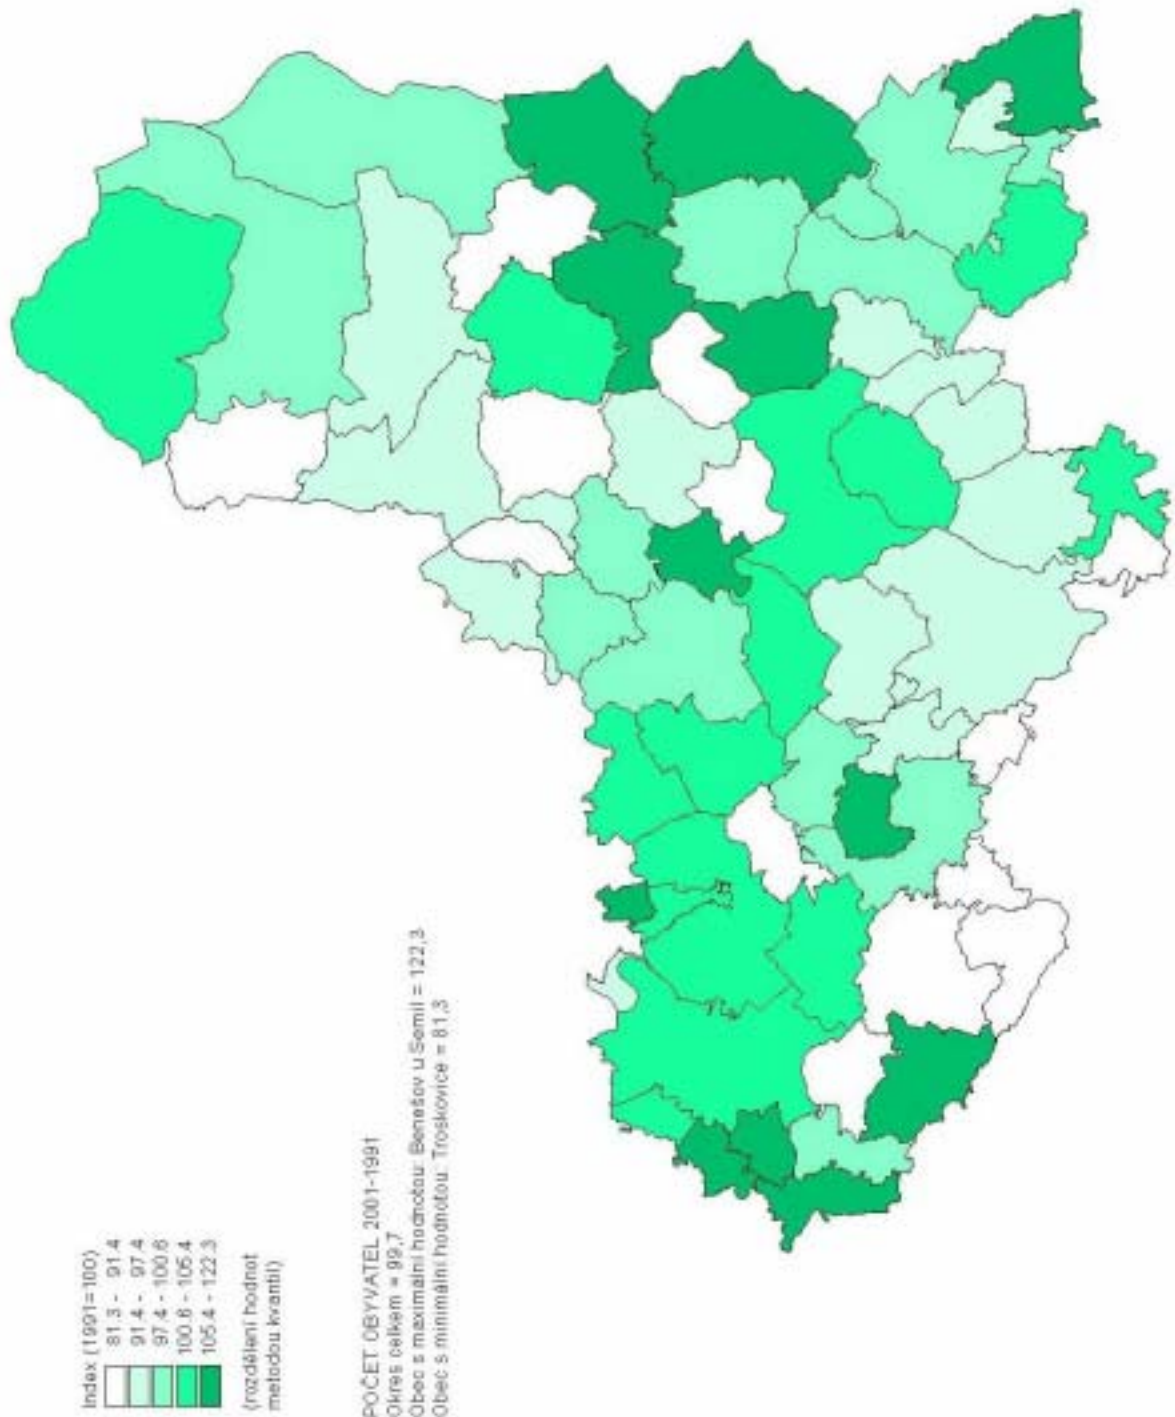 Index (1991=100)
81.3 - 91.4
91.4 - 97.4
97.4 - 100.6
100.6 - 105.4
105.4 - 122.3
(rozdělení hodnot
metodou kvantil)
POČET OBYVATEL 2001-1991
Okres celkem = 99,7
Obec s maximální hodnotou: Benešov u Semil = 122,3
Obec s minimální hodnotou: Troskovice = 81,3